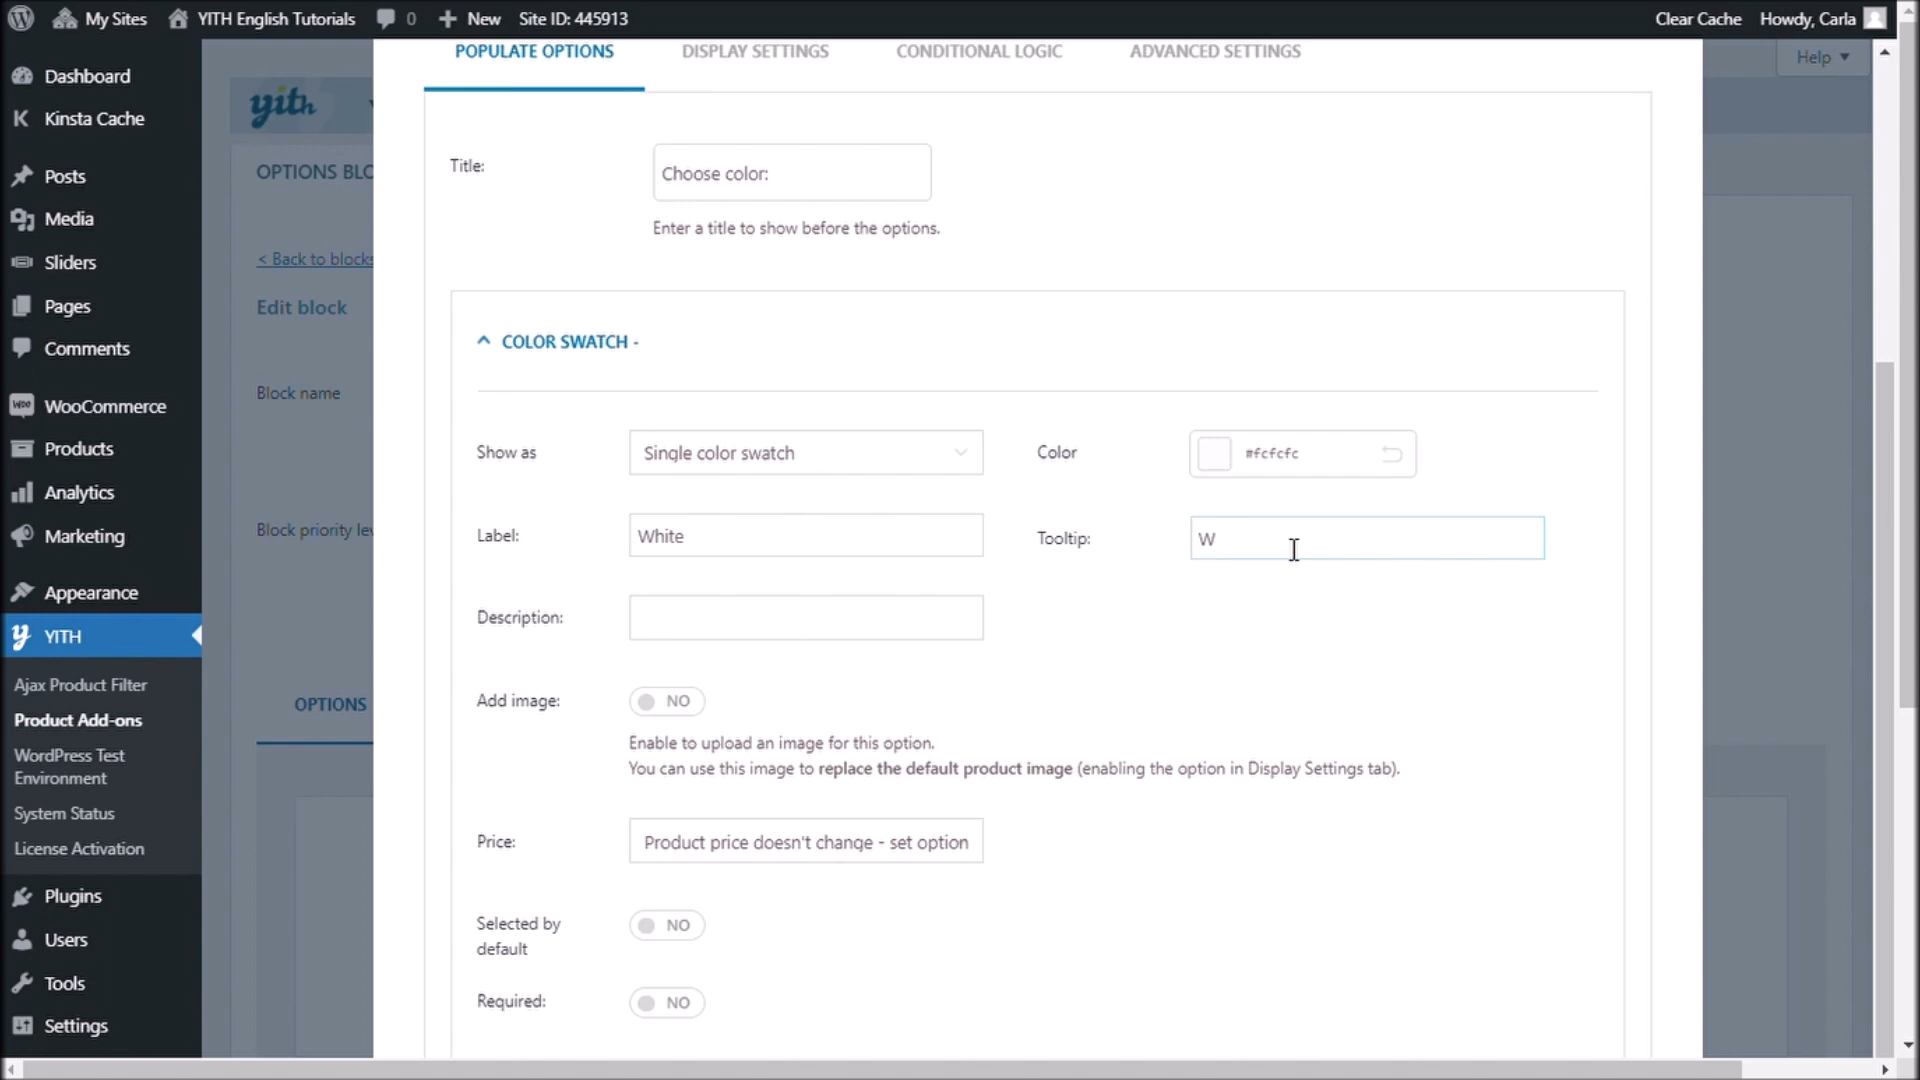 My Sites
YITH English Tutorials
0
New
Site ID: 445913
Clear Cache
Howdy, Carla
Dashboard
Kinsta Cache
Posts
Media
Sliders
Pages
Comments
WooCommerce
Products
Analytics
Marketing
Appearance
YITH
Ajax Product Filter
Product Add-ons
WordPress Test
Environment
System Status
License Activation
Plugins
Users
Tools
Settings
Help
yith
OPTIONS BLO
< Back to blocks
Edit block
Block name
Block priority lev
OPTIONS
POPULATE OPTIONS
DISPLAY SETTINGS
CONDITIONAL LOGIC
ADVANCED SETTINGS
Title:
Choose color:
Enter a title to show before the options.
COLOR SWATCH -
Show as
Single color swatch
Color
#fcfcfc
Label:
White
Tooltip:
W
Description:
Add image:
NO
Enable to upload an image for this option.
You can use this image to replace the default product image (enabling the option in Display Settings tab).
Price:
Product price doesn't change - set option
Selected by
default
NO
Required:
NO